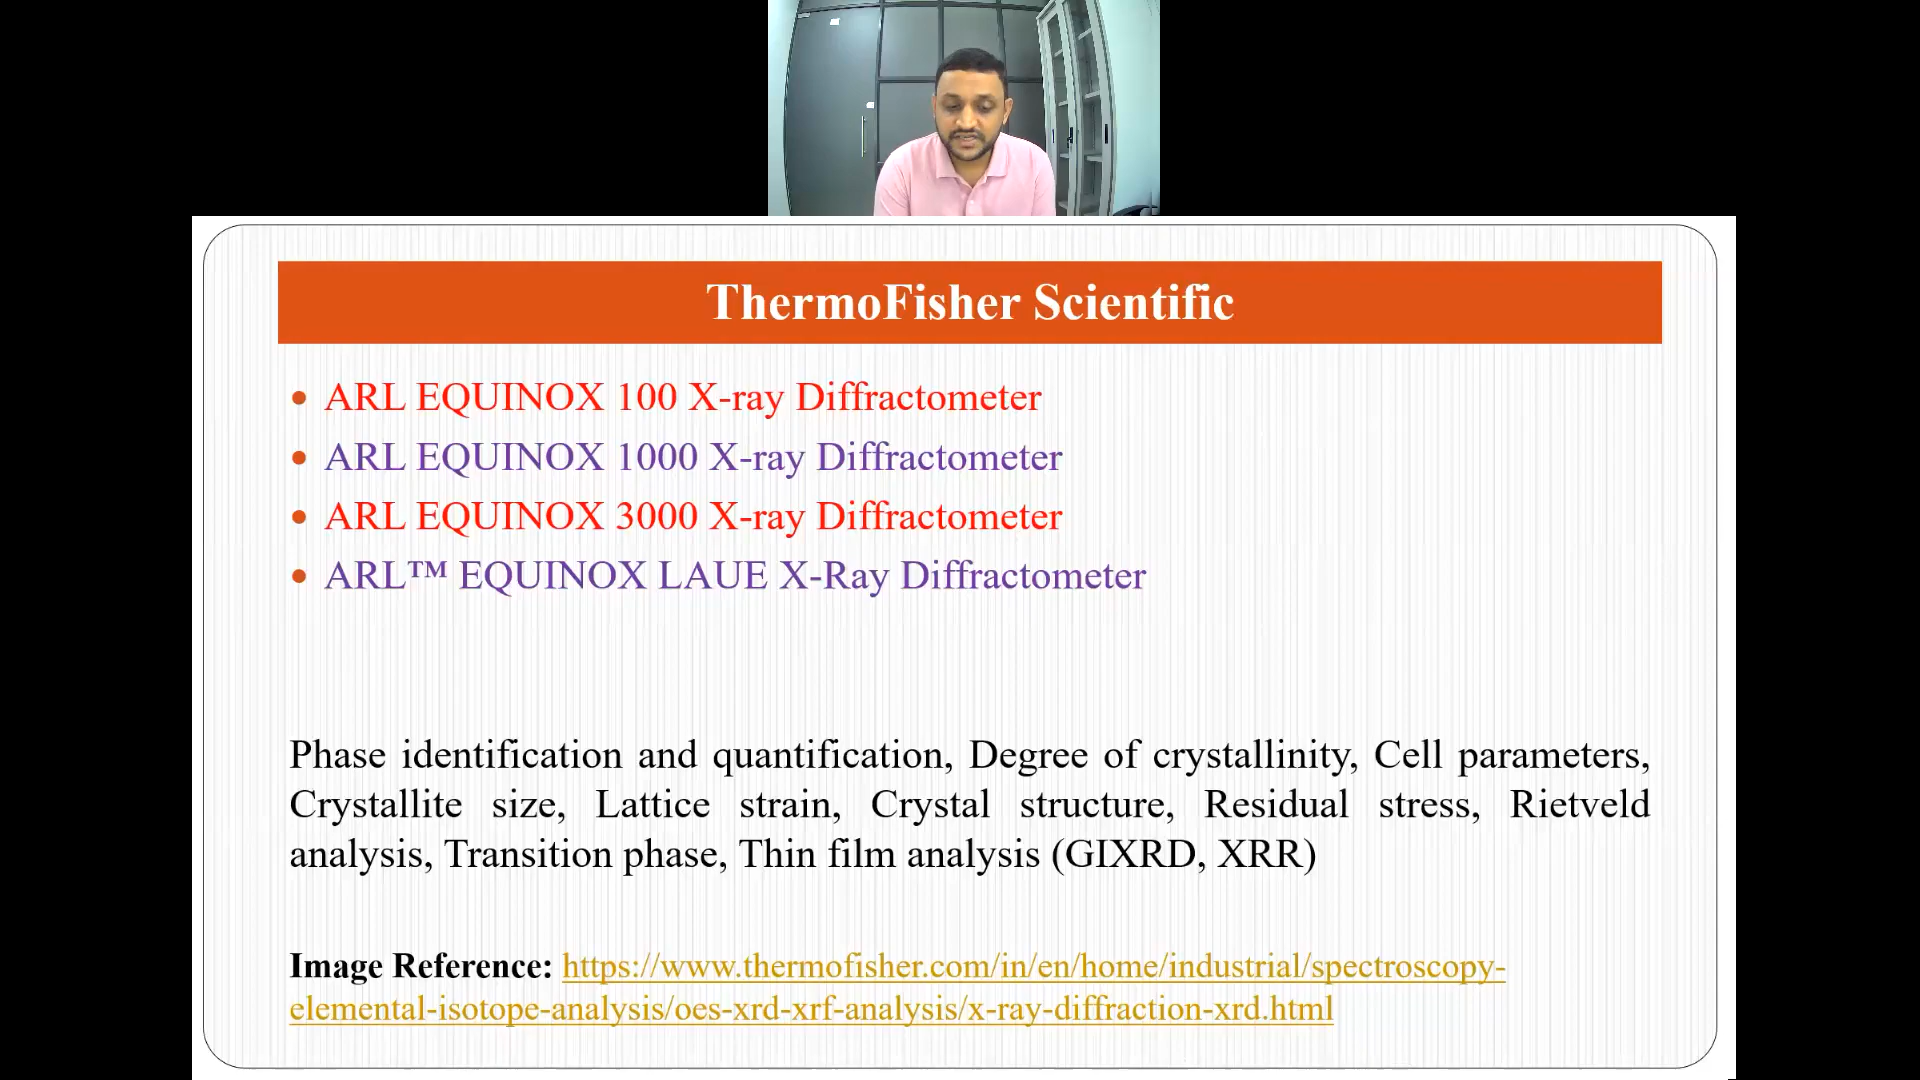 ThermoFisher Scientific
• ARL EQUINOX 100 X-ray Diffractometer
• ARL EQUINOX 1000 X-ray Diffractometer
• ARL EQUINOX 3000 X-ray Diffractometer
• ARL™ EQUINOX LAUE X-Ray Diffractometer
Phase identification and quantification, Degree of crystallinity, Cell parameters,
Crystallite size, Lattice strain, Crystal structure, Residual stress, Rietveld
analysis, Transition phase, Thin film analysis (GIXRD, XRR)
Image Reference: https://www.thermofisher.com/in/en/home/industrial/spectroscopy-
elemental-isotope-analysis/oes-xrd-xrf-analysis/x-ray-diffraction-xrd.html